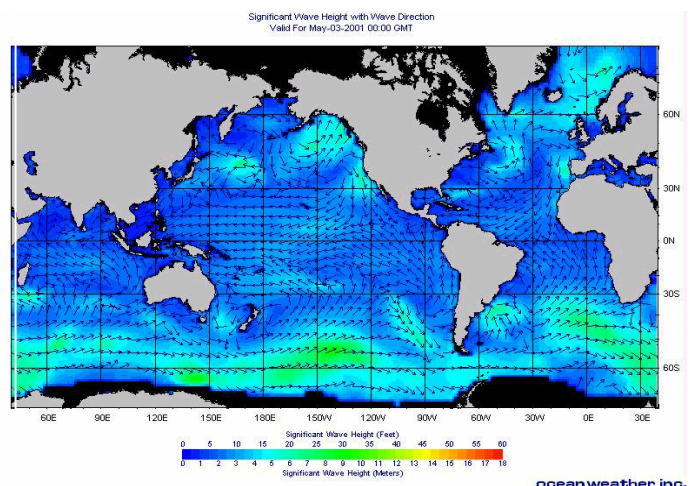 Significant Wave Height with Wave Direction
Valid For May-03-2001 00:00 GMT
60N
30N
0N
30S
60S
60E 90E 120E 150E 180E 150W 120W 90W 60W 30W 0E 30E
Significant Wave Height (Feet)
0 5 10 15 20 25 30 35 40 45 50 55 60
0 1 2 3 4 5 6 7 8 9 10 11 12 13 14 15 16 17 18
Significant Wave Height (Meters)
oceanweather inc.